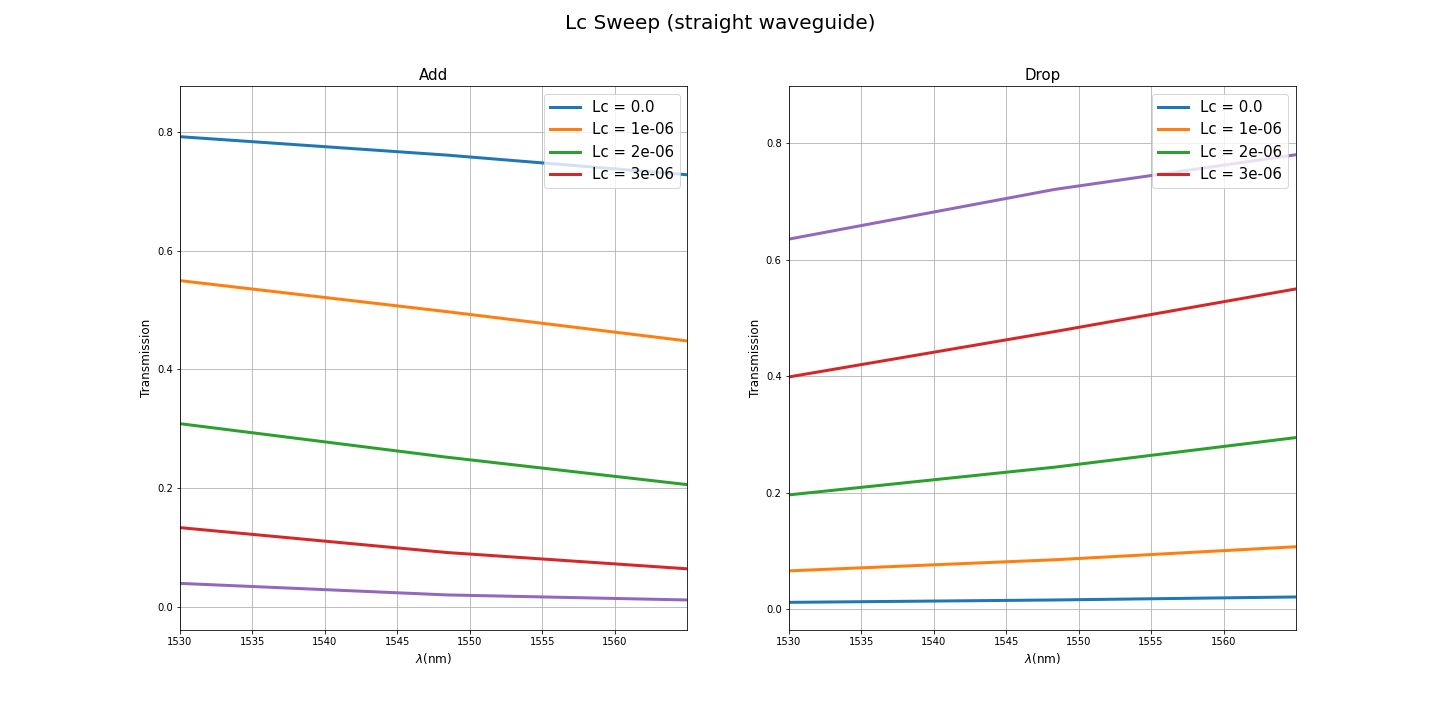 Lc Sweep (straight waveguide)
Add
Lc = 0.0
Lc = 1e-06
Lc = 2e-06
Lc = 3e-06
0.8
0.6
0.4
0.2
0.0
Transmission
1530
1535
1540
1545
1550
1555
1560
λ(nm)
Drop
Lc = 0.0
Lc = 1e-06
Lc = 2e-06
Lc = 3e-06
0.8
0.6
0.4
0.2
0.0
Transmission
1530
1535
1540
1545
1550
1555
1560
λ(nm)